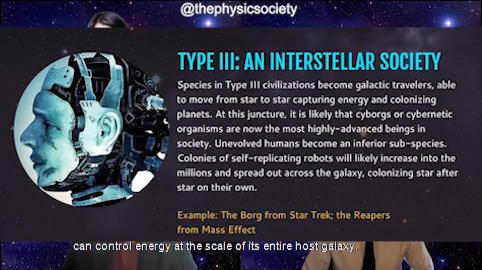 @thephysicsociety
TYPE III: AN INTERSTELLAR SOCIETY
Species in Type III civilizations become galactic travelers, able
to move from star to star capturing energy and colonizing
planets. At this juncture, it is likely that cyborgs or cybernetic
organisms are now the most highly-advanced beings in
society. Unevolved humans become an inferior sub-species.
Colonies of self-replicating robots will likely increase into the
millions and spread out across the galaxy, colonizing star after
star on their own.
Example: The Borg from Star Trek; the Reapers
from Mass Effect
can control energy at the scale of its entire host galaxy,